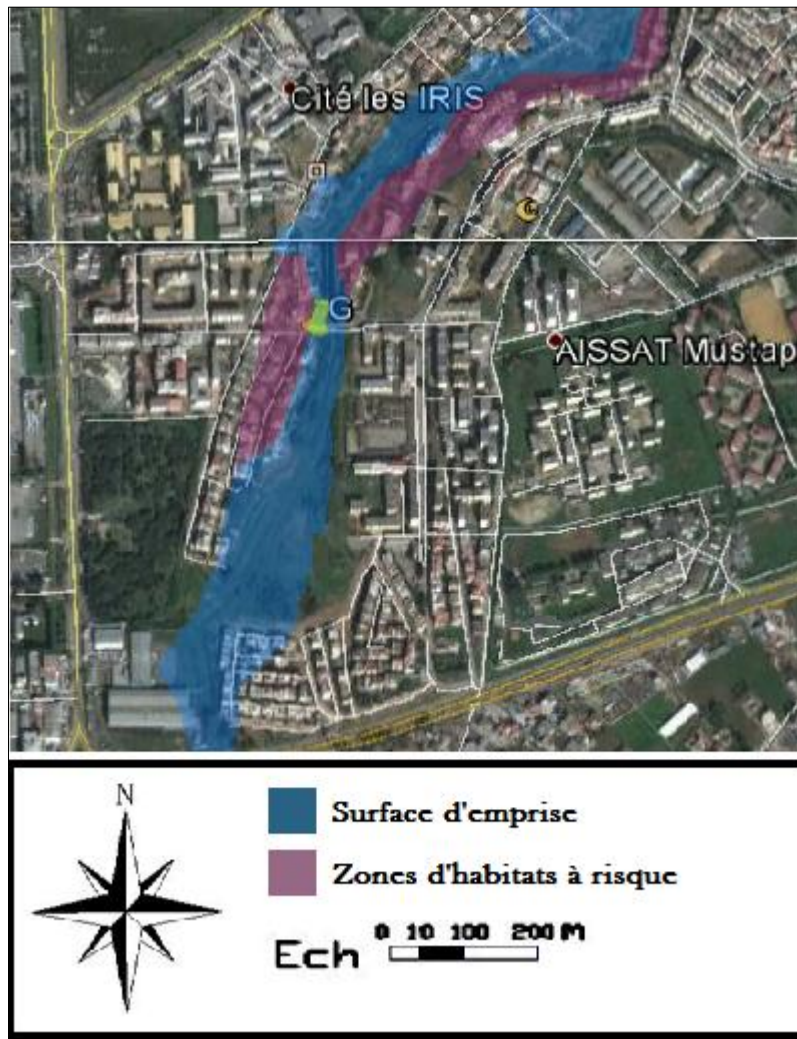 Cité les IRIS
G
AISSAT Mustap
N
Surface d'emprise
Zones d'habitats à risque
Ech 0 10 100 200 M